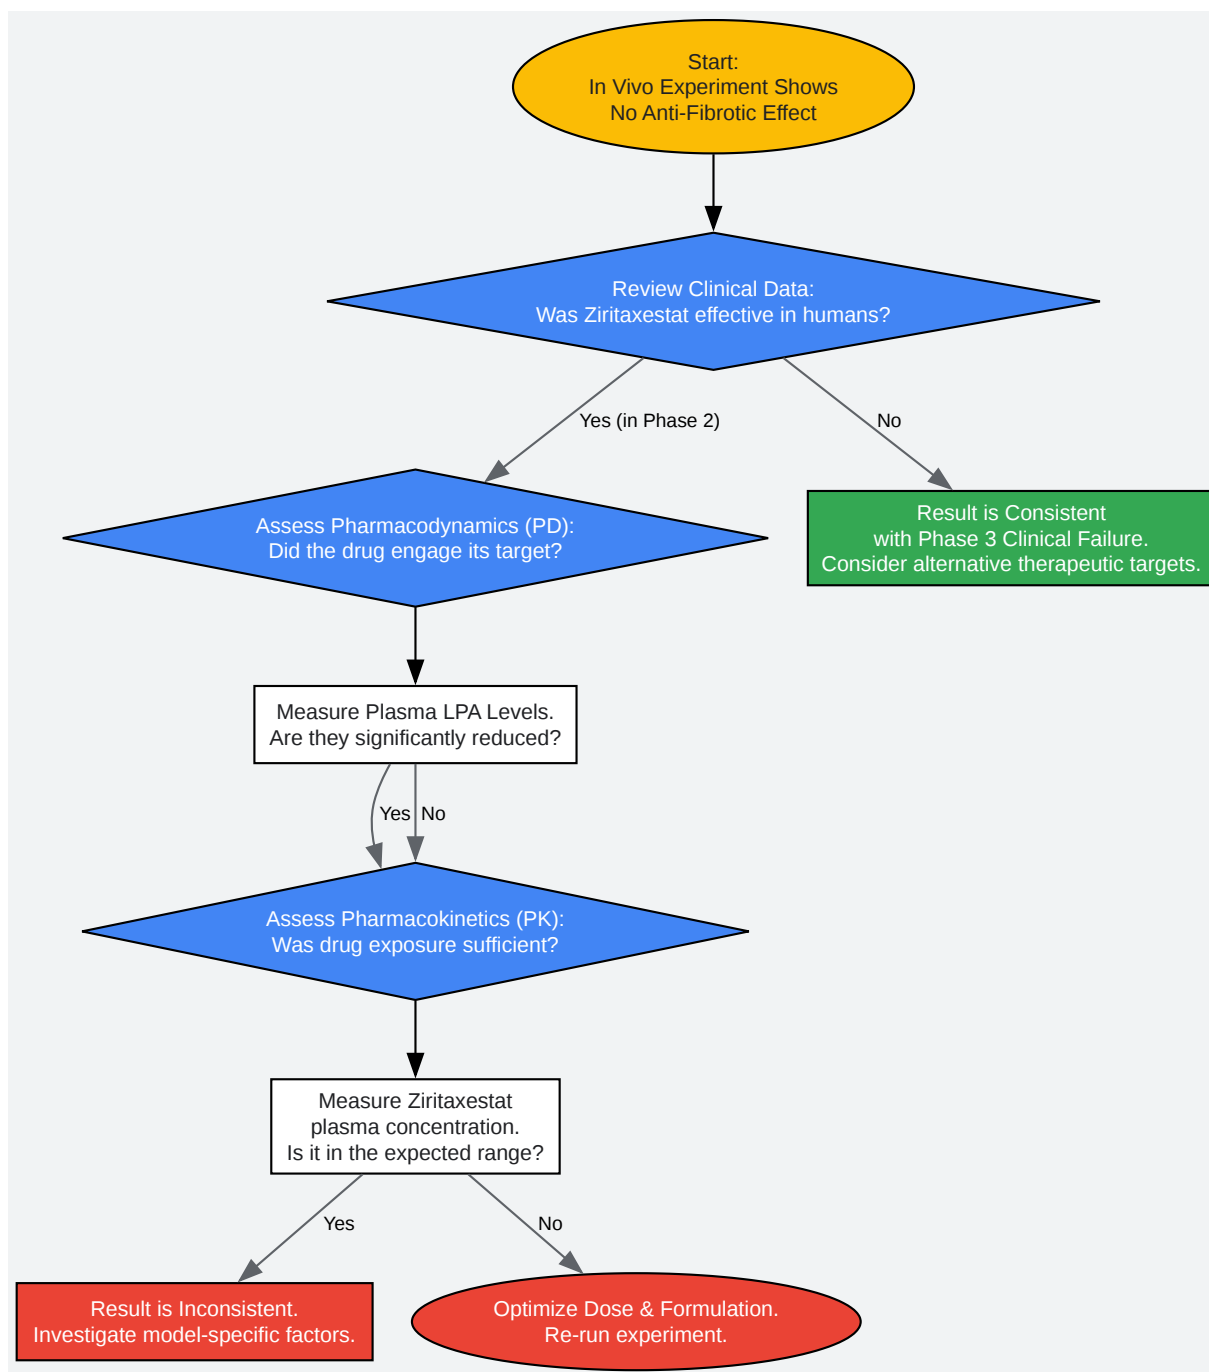 Start:
In Vivo Experiment Shows
No Anti-Fibrotic Effect
Review Clinical Data:
Was Ziritaxestat effective in humans?
Yes (in Phase 2)
No
Assess Pharmacodynamics (PD):
Did the drug engage its target?
Result is Consistent
with Phase 3 Clinical Failure.
Consider alternative therapeutic targets.
Measure Plasma LPA Levels.
Are they significantly reduced?
Yes
No
Assess Pharmacokinetics (PK):
Was drug exposure sufficient?
Measure Ziritaxestat
plasma concentration.
Is it in the expected range?
Yes
No
Result is Inconsistent.
Investigate model-specific factors.
Optimize Dose & Formulation.
Re-run experiment.